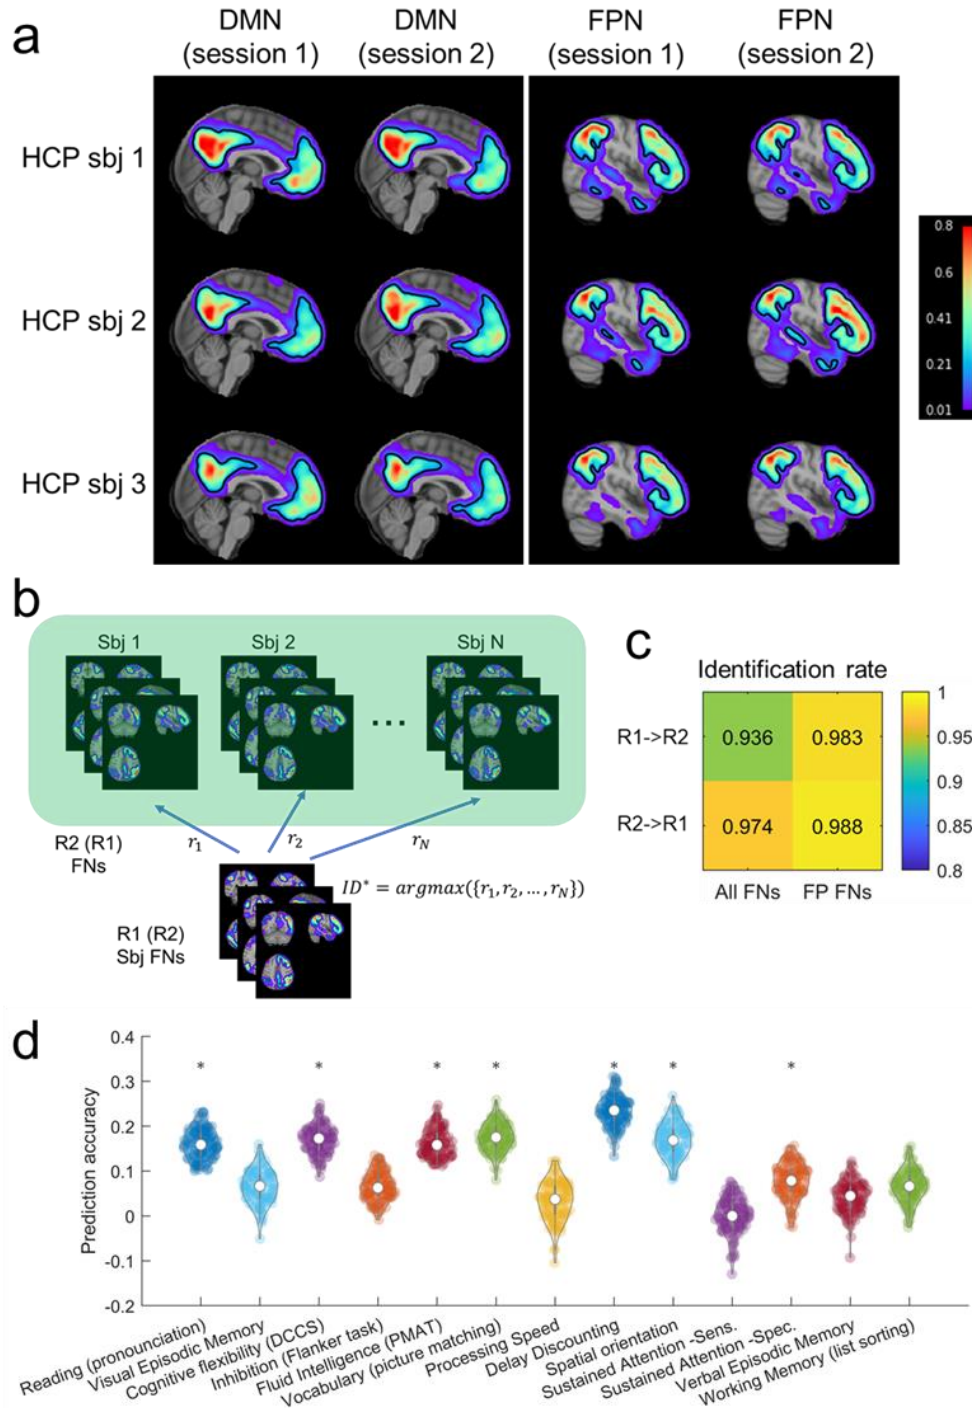 a
DMN (session 1)
DMN (session 2)
FPN (session 1)
FPN (session 2)
HCP sbj 1
HCP sbj 2
HCP sbj 3
0.8
0.6
0.41
0.21
0.01
b
Sbj 1
Sbj 2
Sbj N
...
R2 (R1)
FNs
r1
r2
rN
ID* = argmax({r1, r2, ..., rN})
R1 (R2)
Sbj FNs
c
Identification rate
R1->R2
0.936
0.983
R2->R1
0.974
0.988
All FNs
FP FNs
1
0.95
0.9
0.85
0.8
d
Prediction accuracy
0.4
0.3
0.2
0.1
0
-0.1
-0.2
* * * * * * *
Reading (pronunciation)
Visual Episodic Memory
Cognitive flexibility (DCCS)
Inhibition (Flanker task)
Fluid Intelligence (PMAT)
Vocabulary (picture matching)
Processing Speed
Delay Discounting
Spatial orientation
Sustained Attention -Sens.
Sustained Attention -Spec.
Verbal Episodic Memory
Working Memory (list sorting)